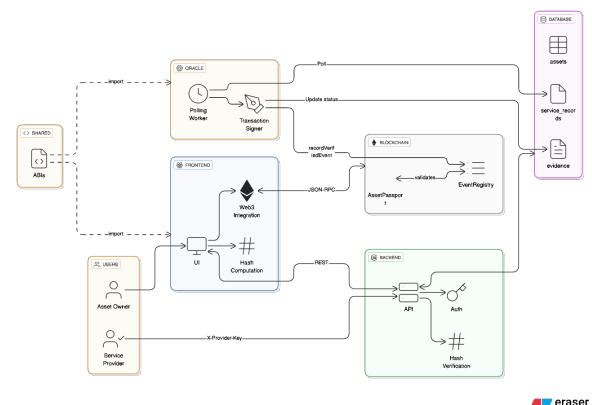 DATABASE
assets
service_recor
ds
evidence
ORACLE
Polling
Worker
Transaction
Signer
Poll
Update status
import
SHARED
ABIs
import
recordVerif
iedEvent
BLOCKCHAIN
validates
AssetPasspor
t
EventRegistry
FRONTEND
Web3
Integration
JSON-RPC
UI
Hash
Computation
USERS
Asset Owner
Service
Provider
REST
X-Provider-Key
BACKEND
API
Auth
Hash
Verification
eraser